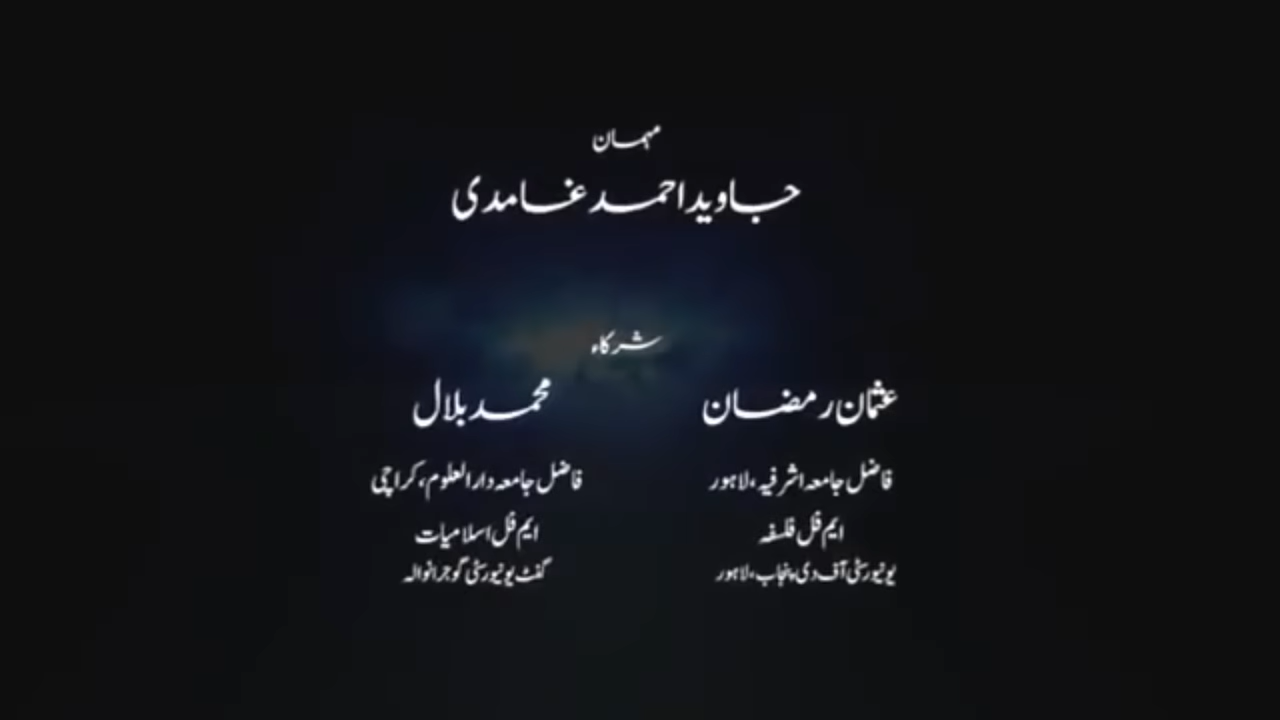 مہمان
جاوید احمد غامدی
شرکاء
عثمان رمضان
فاضل جامعہ اشرفیہ، لاہور
ایم فل فلسفہ
یونیورسٹی آف دی پنجاب، لاہور
محمد بلال
فاضل جامعہ دارالعلوم، کراچی
ایم فل اسلامیات
گفٹ یونیورسٹی گوجرانوالہ